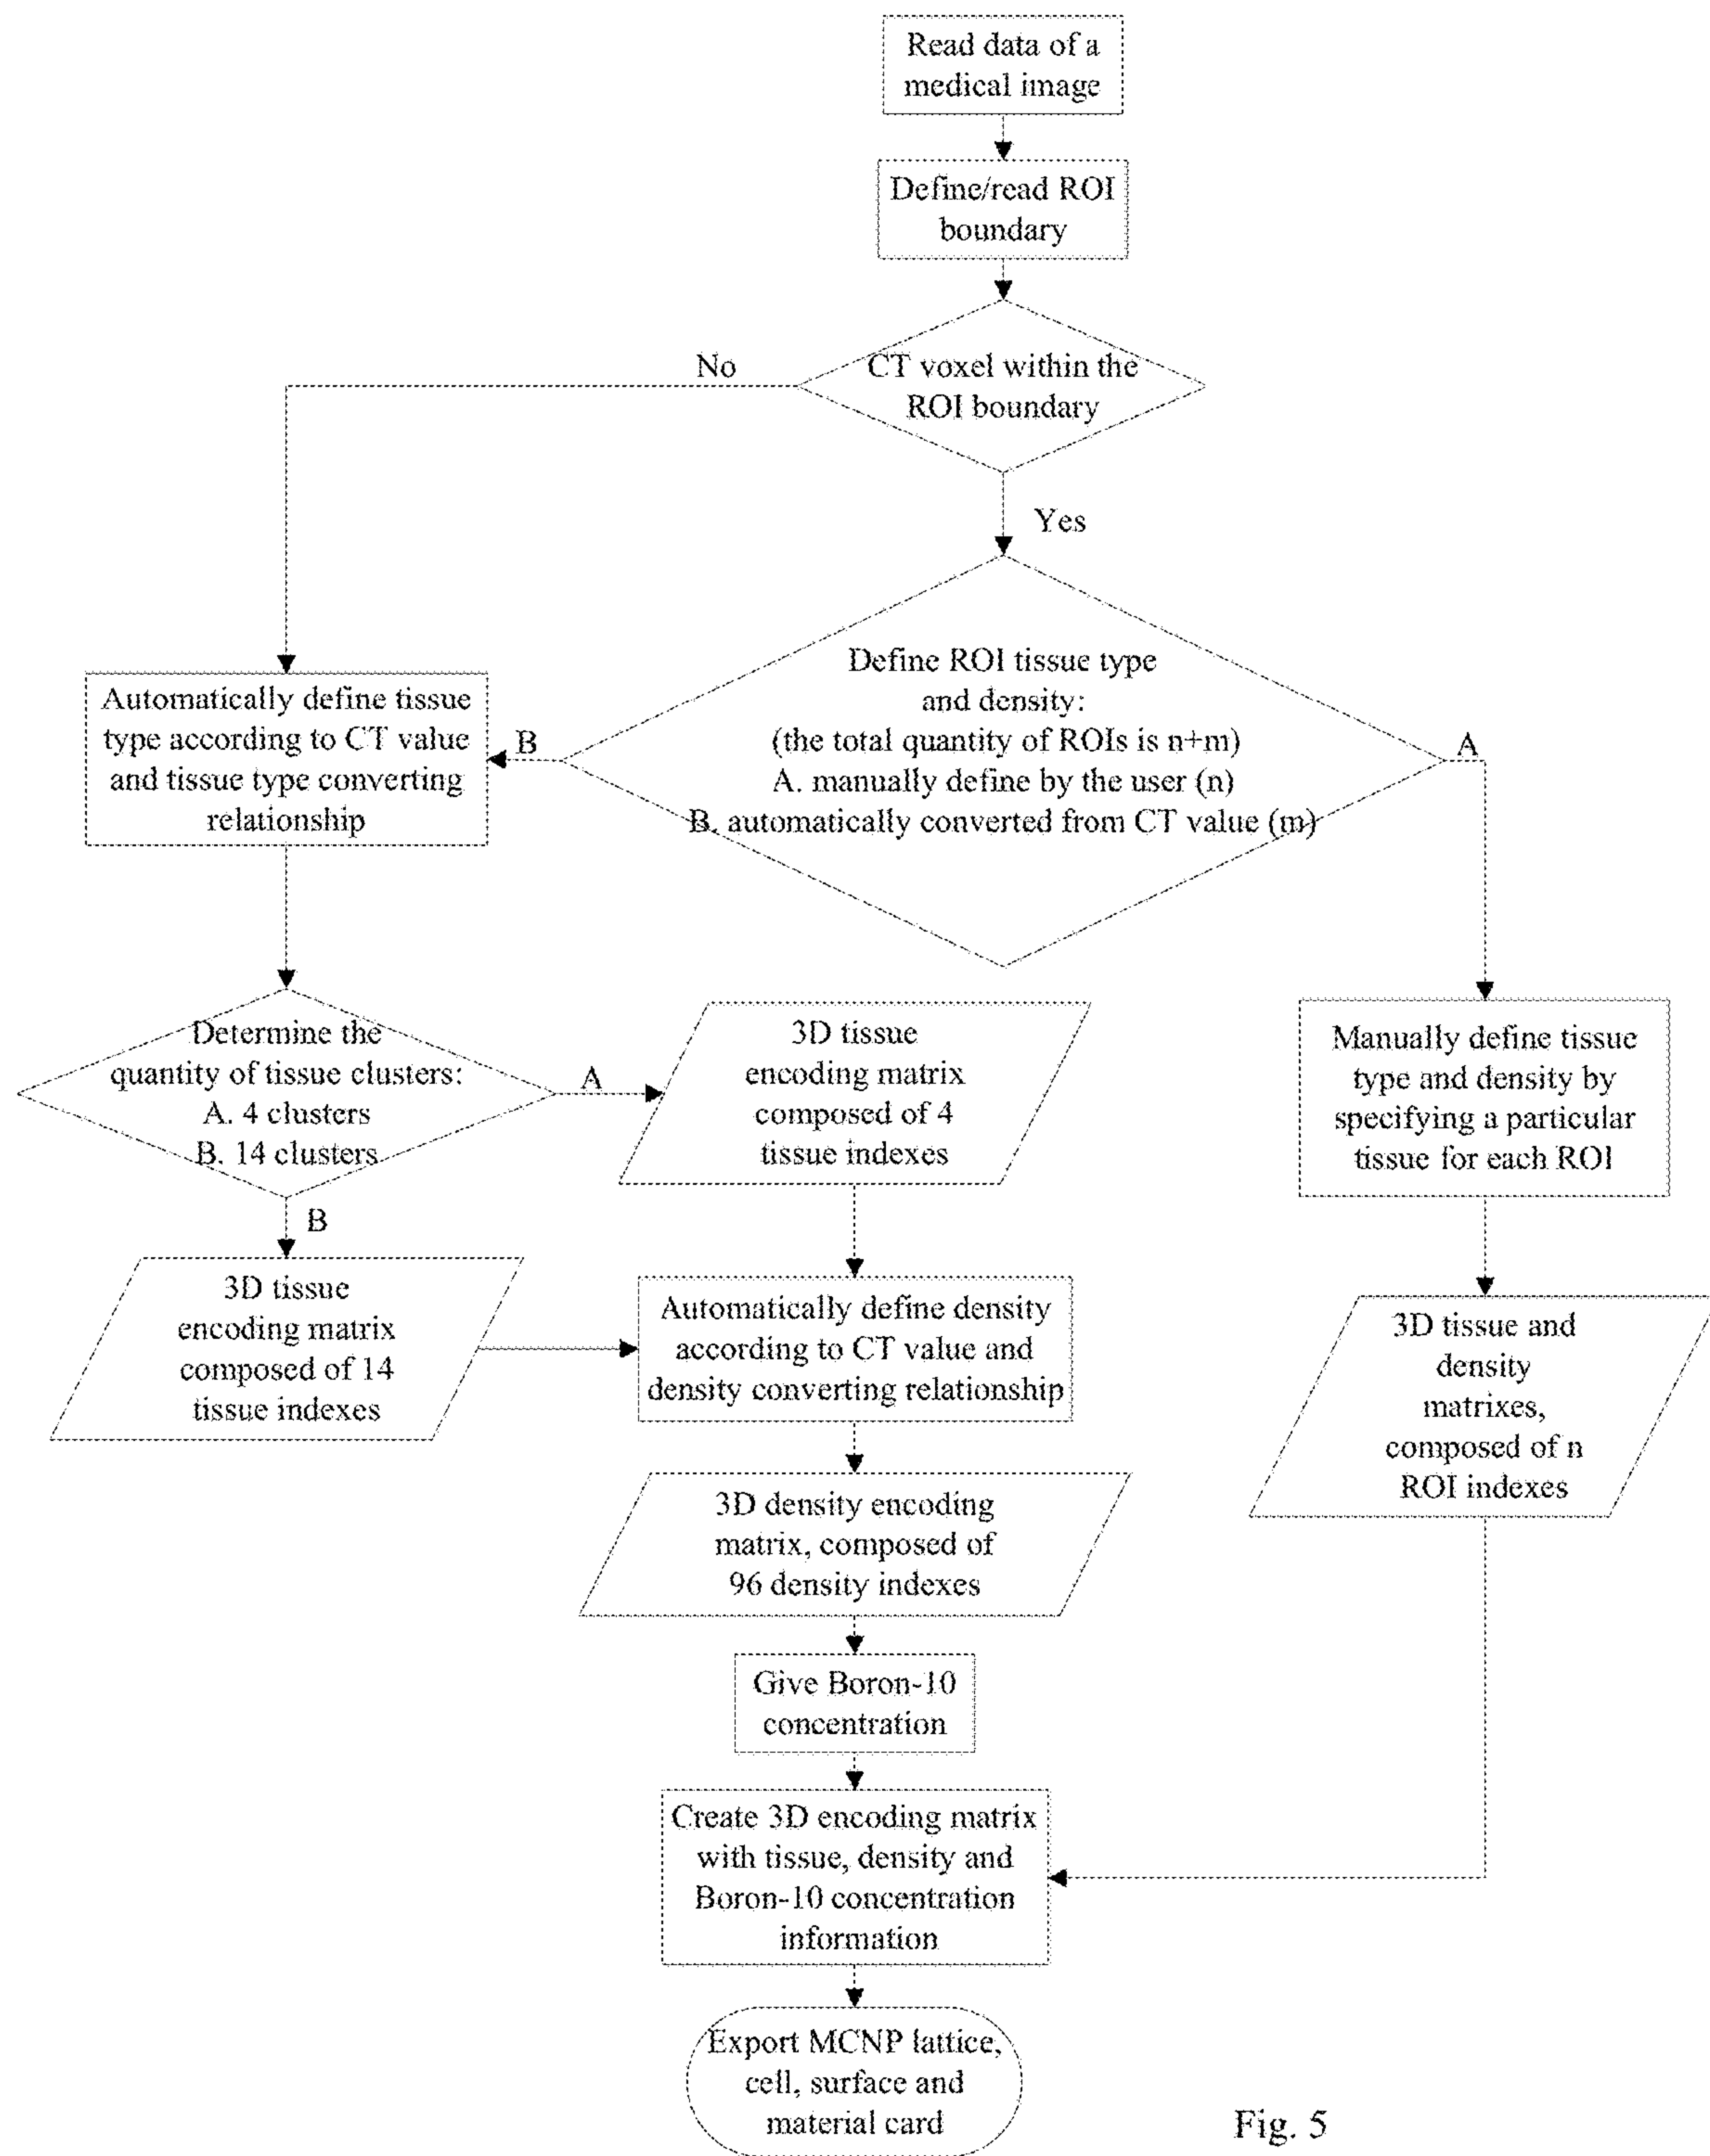 Read data of a
medical image
Define/read ROI
boundary
CT voxel within the
ROI boundary
No
Yes
Define ROI tissue type
and density:
(the total quantity of ROIs is n+m)
A. manually define by the user (n)
B. automatically converted from CT value (m)
B
A
Automatically define tissue
type according to CT value
and tissue type converting
relationship
Determine the
quantity of tissue clusters:
A. 4 clusters
B. 14 clusters
A
B
3D tissue
encoding matrix
composed of 4
tissue indexes
Manually define tissue
type and density by
specifying a particular
tissue for each ROI
3D tissue
encoding matrix
composed of 14
tissue indexes
Automatically define density
according to CT value and
density converting relationship
3D tissue and
density
matrixes,
composed of n
ROI indexes
3D density encoding
matrix, composed of
96 density indexes
Give Boron-10
concentration
Create 3D encoding matrix
with tissue, density and
Boron-10 concentration
information
Export MCNP lattice,
cell, surface and
material card
Fig. 5